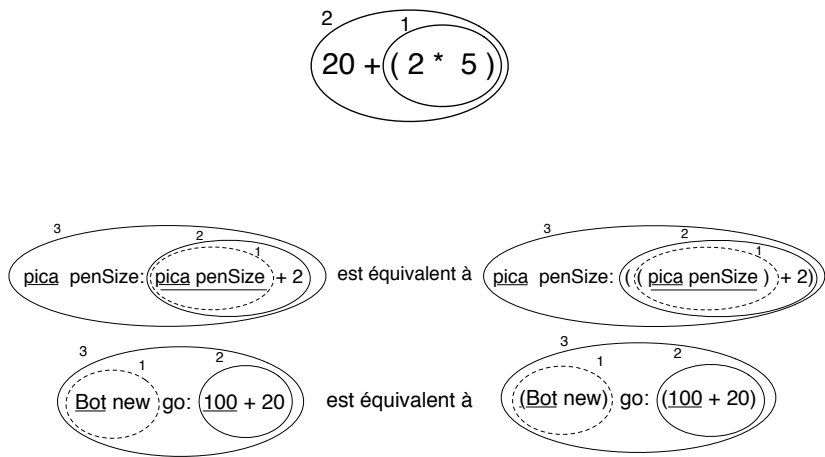 2
1
20 + ( 2 * 5 )
3
2
1
pica penSize: pica penSize + 2
est équivalent à
3
2
1
pica penSize: ( ( pica penSize ) + 2)
3
1
2
Bot new go: 100 + 20
est équivalent à
3
1
2
(Bot new) go: (100 + 20)